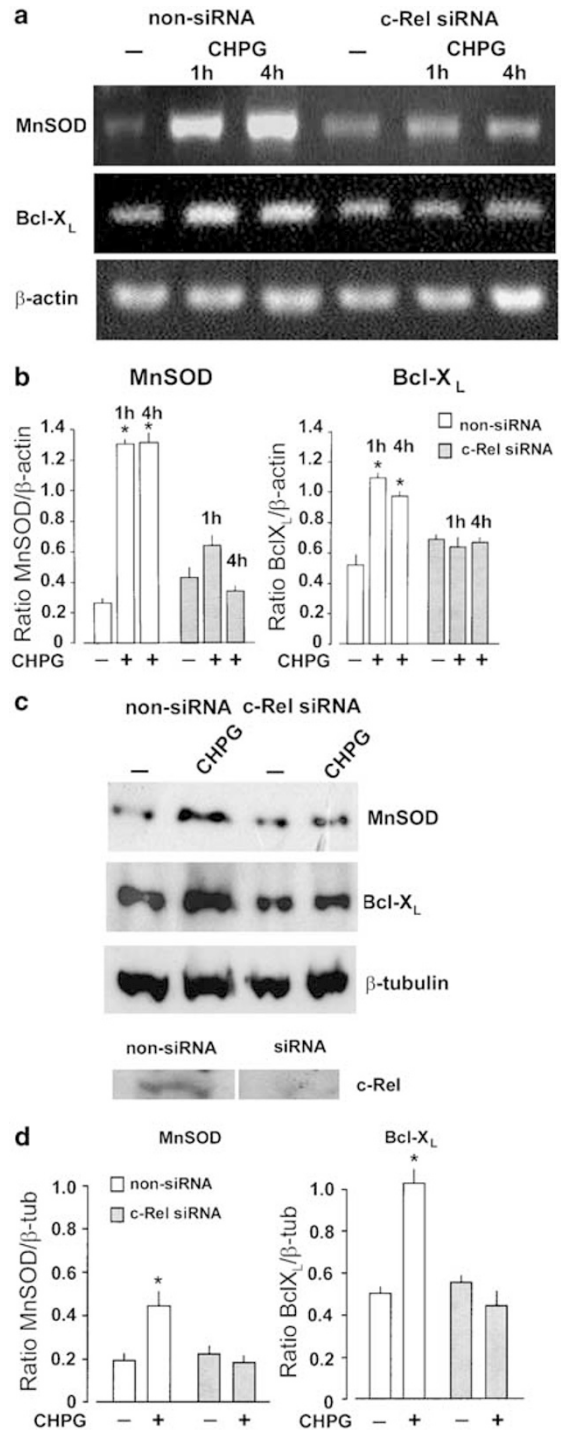 a
non-siRNA c-Rel siRNA
— CHPG — CHPG
1h 4h 1h 4h
MnSOD
Bcl-XL
β-actin
b
MnSOD Bcl-XL
Ratio MnSOD/β-actin
1.4
1.2
1.0
0.8
0.6
0.4
0.2
0
1h 4h
* *
1h
4h
CHPG – + + – + +
Ratio BclXL/β-actin
1.4
1.2
1.0
0.8
0.6
0.4
0.2
0
1h 4h
* *
1h 4h
non-siRNA
c-Rel siRNA
CHPG – + + – + +
c
non-siRNA c-Rel siRNA
— CHPG — CHPG
MnSOD
Bcl-XL
β-tubulin
non-siRNA siRNA
c-Rel
d
MnSOD Bcl-XL
Ratio MnSOD/β-tub
1.0
0.8
0.6
0.4
0.2
0
non-siRNA
c-Rel siRNA
*
CHPG – + – +
Ratio BclXL/β-tub
1.0
0.8
0.6
0.4
0.2
0
*
CHPG – + – +